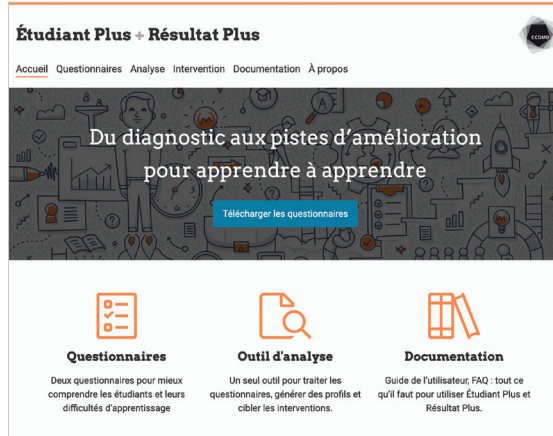 Étudiant Plus + Résultat Plus
CCDMD
Accueil Questionnaires Analyse Intervention Documentation À propos
Du diagnostic aux pistes d'amélioration
pour apprendre à apprendre
Télécharger les questionnaires
Questionnaires
Deux questionnaires pour mieux
comprendre les étudiants et leurs
difficultés d'apprentissage
Outil d'analyse
Un seul outil pour traiter les
questionnaires, générer des profils et
cibler les interventions.
Documentation
Guide de l'utilisateur, FAQ : tout ce
qu'il faut pour utiliser Étudiant Plus et
Résultat Plus.